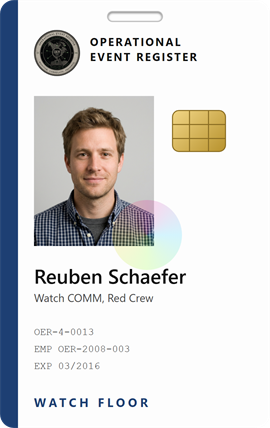 OPERATIONAL
EVENT REGISTER
Reuben Schaefer
Watch COMM, Red Crew
OER-4-0013
EMP OER-2008-003
EXP 03/2016
WATCH FLOOR